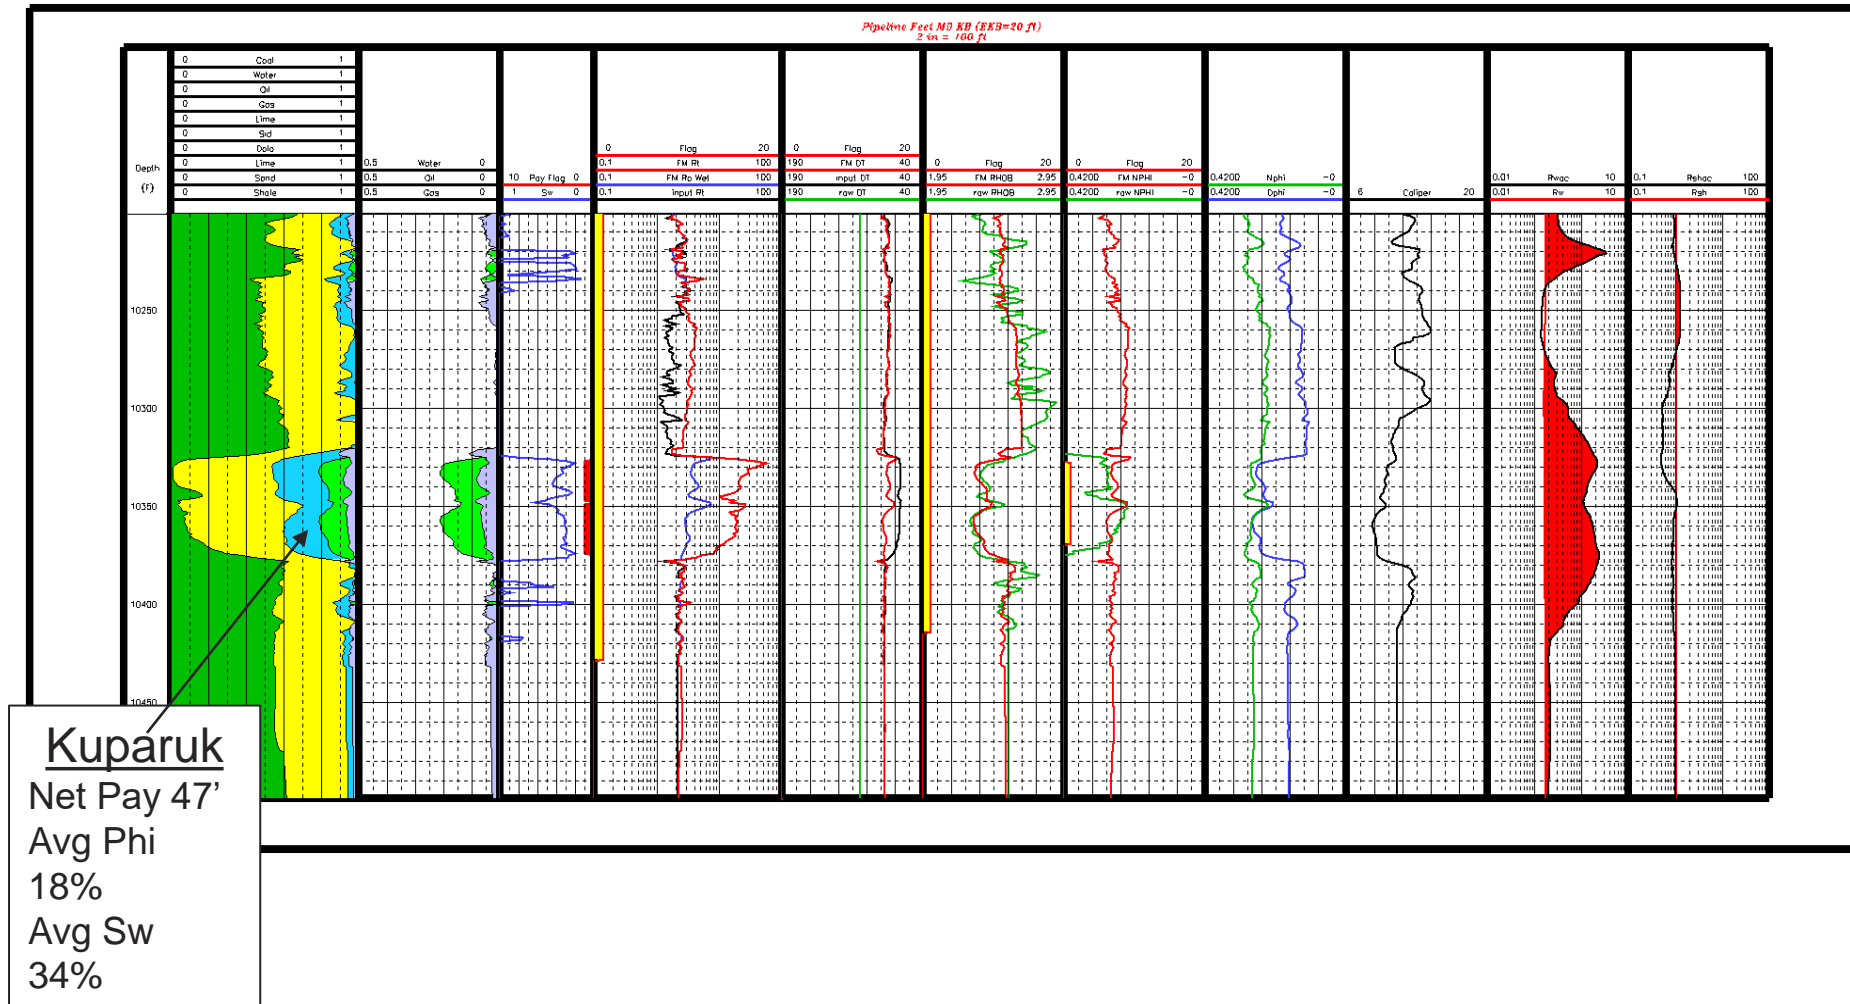 Pipeline Feet MD KB (EKB=20 ft)
2 in = 100 ft
Depth
(F)
0 Coal 1
0 Water 1
0 Oil 1
0 Gas 1
0 Lime 1
0 Sid 1
0 Dolo 1
0 Lime 1
0 Sand 1
0 Shale 1
0.5 Water 0
0.5 Oil 0
0.5 Gas 0
10 Pay Flag 0
1 Sw 0
0 Flag 20
0.1 FM Rt 100
0.1 FM Ro Wet 100
0.1 input Rt 100
0 Flag 20
190 FM DT 40
190 input DT 40
190 raw DT 40
0 Flag 20
1.95 FM RHOB 2.95
1.95 raw RHOB 2.95
0 Flag 20
0.4200 FM NPHI -0
0.4200 raw NPHI -0
0.4200 Nphi -0
0.4200 Dphi -0
6 Caliper 20
0.01 Rwac 10
0.01 Rw 10
0.1 Rshac 100
0.1 Rsh 100
10250
10300
10350
10400
10450
Kuparuk
Net Pay 47’
Avg Phi
18%
Avg Sw
34%